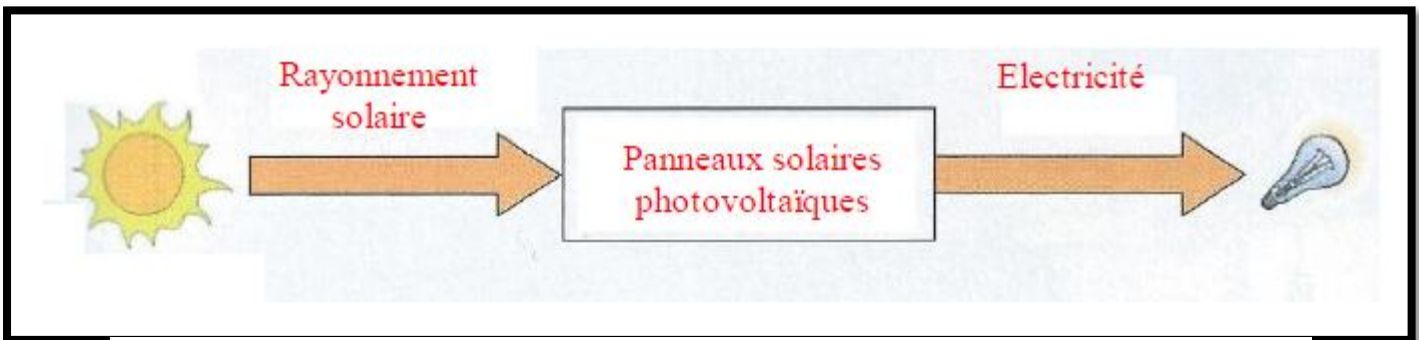 Rayonnement
solaire
Panneaux solaires
photovoltaïques
Electricité